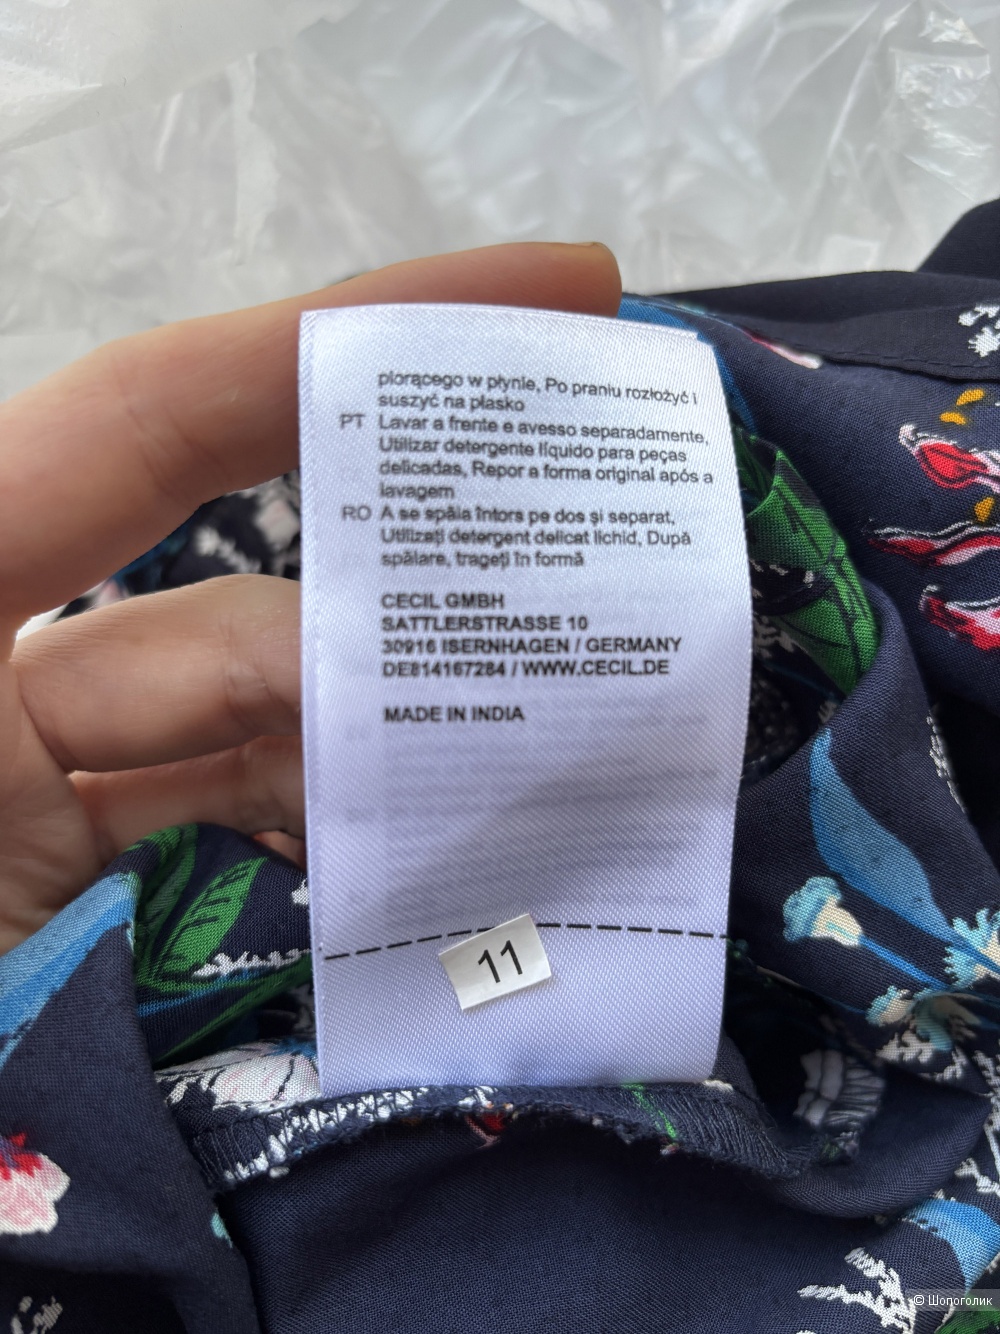 piorącego w płynie, Po praniu rozłożyć i
suszyć na plasko
PT Lavar a frente e avesso separadamente,
Utilizar detergente líquido para peças
delicadas, Repor a forma original após a
lavagem
RO A se spăla întors pe dos și separat,
Utilizați detergent delicat lichid, După
spălare, trageți în formă
CECIL GMBH
SATTLERSTRASSE 10
30916 ISERNHAGEN / GERMANY
DE814167284 / WWW.CECIL.DE
MADE IN INDIA
11
© Шопоголик